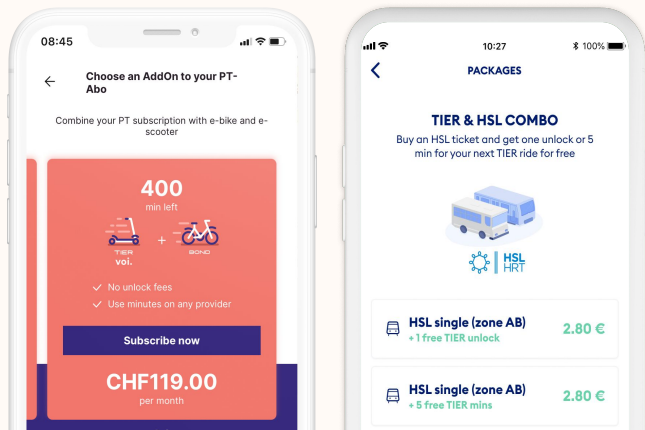 08:45
Choose an AddOn to your PT-
Abo
Combine your PT subscription with e-bike and e-
scooter
400
min left
TIER
voi.
+
BOND
No unlock fees
Use minutes on any provider
Subscribe now
CHF119.00
per month
10:27
100%
PACKAGES
TIER & HSL COMBO
Buy an HSL ticket and get one unlock or 5
min for your next TIER ride for free
HSL
HRT
HSL single (zone AB)
+ 1 free TIER unlock
2.80 €
HSL single (zone AB)
+ 5 free TIER mins
2.80 €